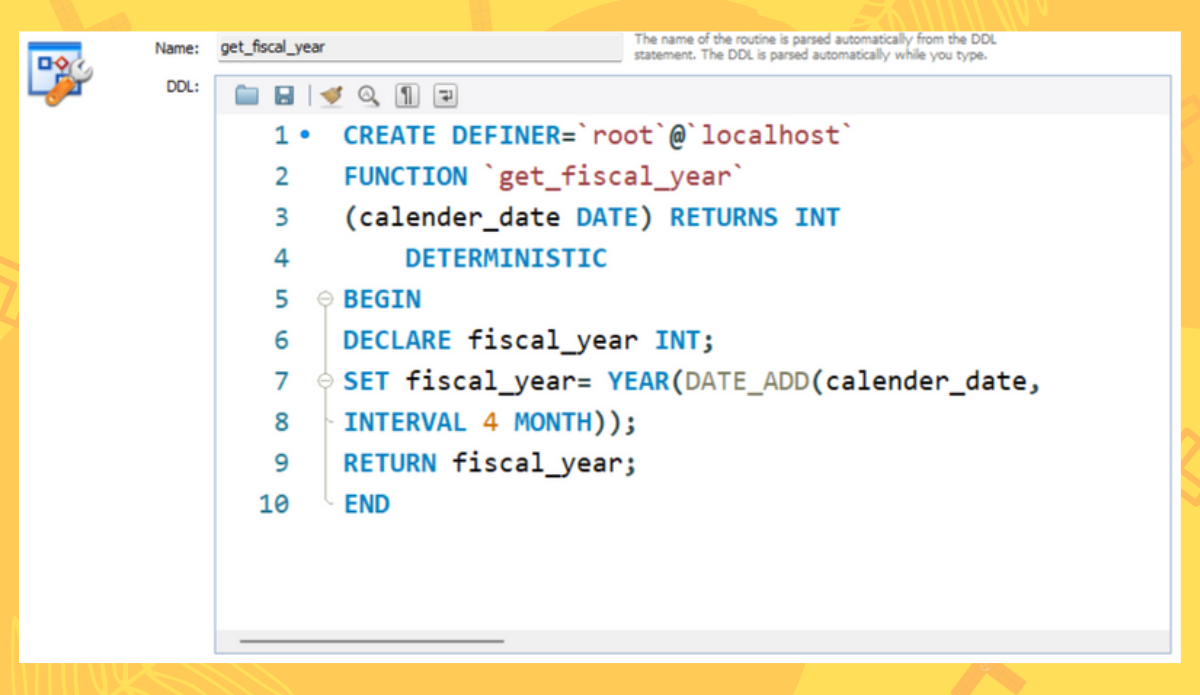 Name: get_fiscal_year
The name of the routine is parsed automatically from the DDL
statement. The DDL is parsed automatically while you type.
DDL:
1 CREATE DEFINER=`root`@`localhost`
2 FUNCTION `get_fiscal_year`
3 (calender_date DATE) RETURNS INT
4 DETERMINISTIC
5 BEGIN
6 DECLARE fiscal_year INT;
7 SET fiscal_year= YEAR(DATE_ADD(calender_date,
8 INTERVAL 4 MONTH));
9 RETURN fiscal_year;
10 END